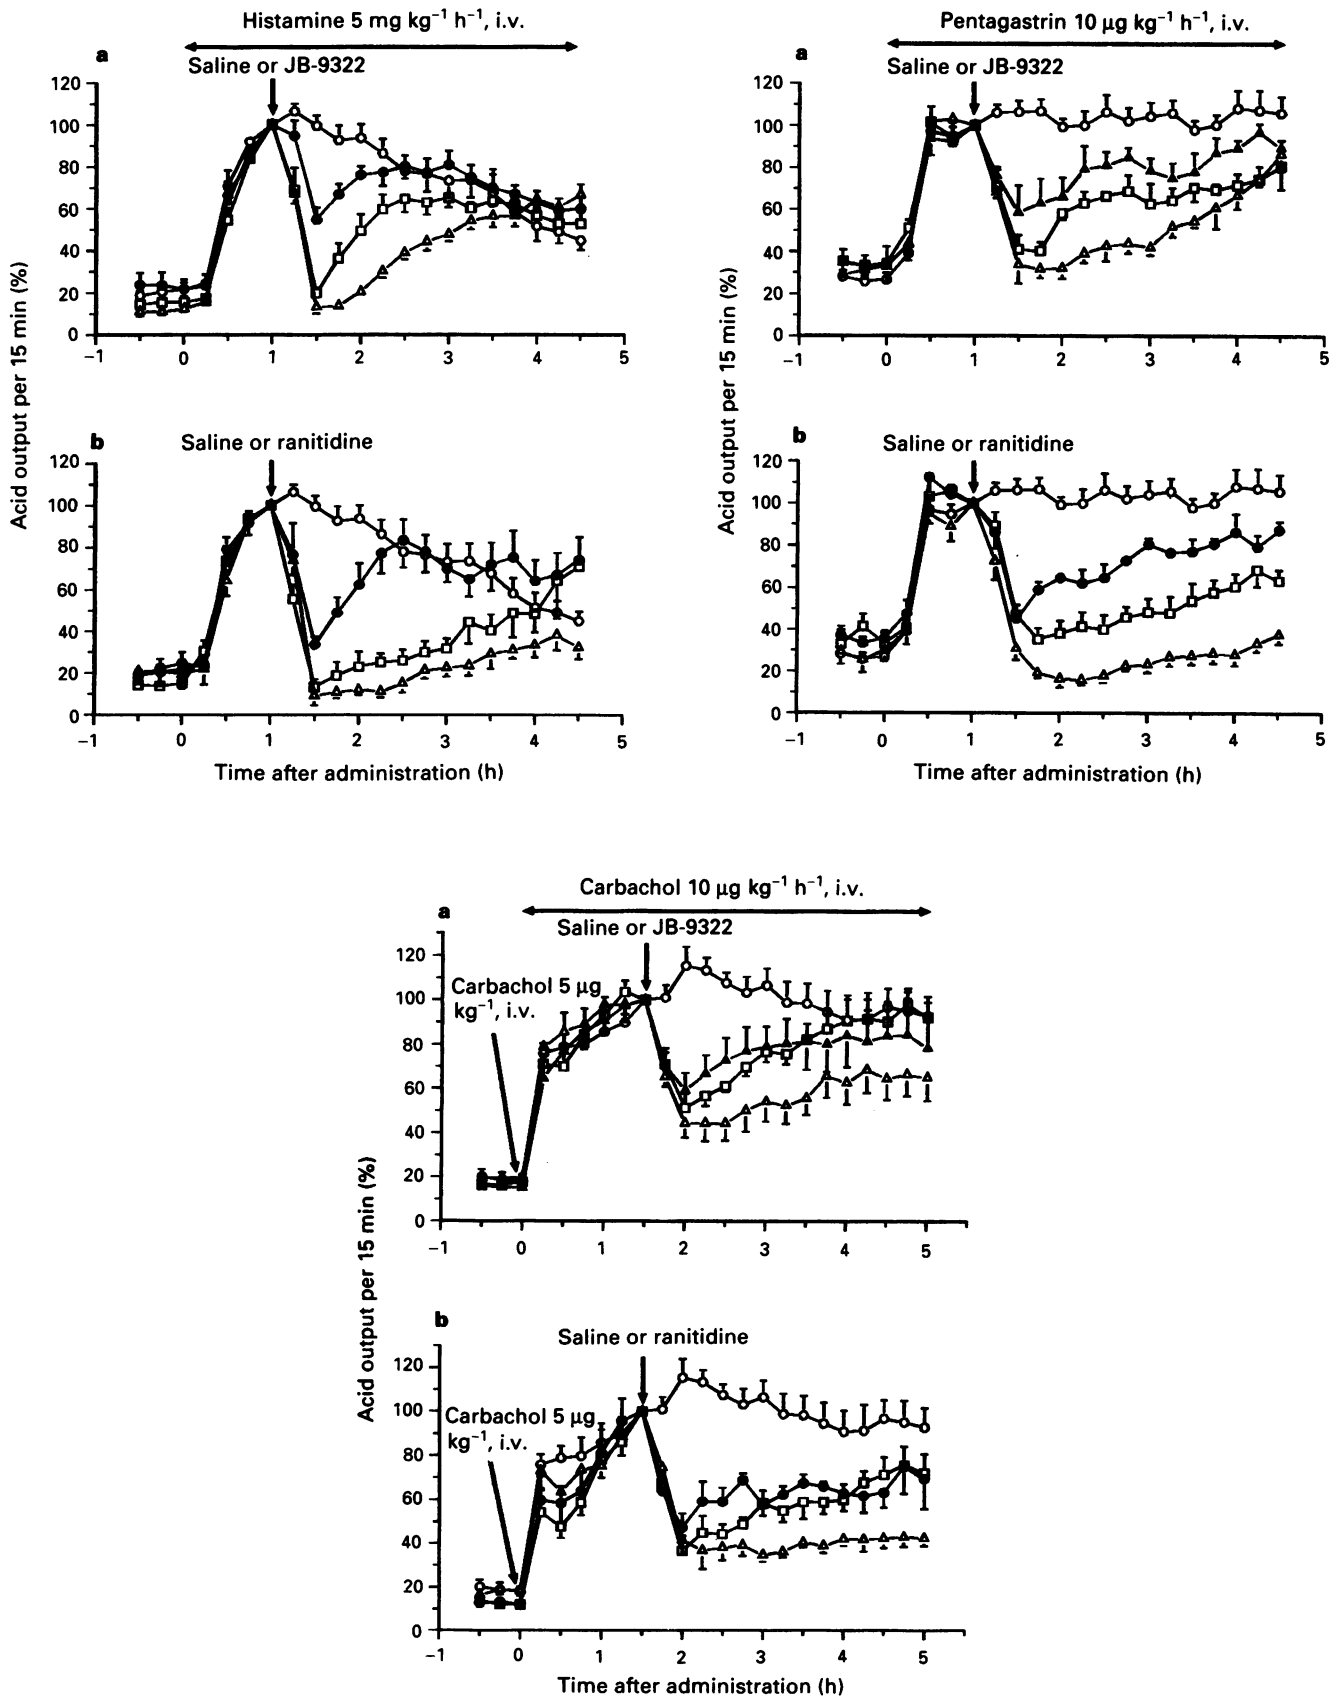 Histamine 5 mg kg⁻¹ h⁻¹, i.v.
a
Saline or JB-9322
120
100
80
60
40
20
0
−1 0 1 2 3 4 5
b
Saline or ranitidine
120
100
80
60
40
20
0
−1 0 1 2 3 4 5
Acid output per 15 min (%)
Time after administration (h)
Pentagastrin 10 µg kg⁻¹ h⁻¹, i.v.
a
Saline or JB-9322
120
100
80
60
40
20
0
−1 0 1 2 3 4 5
b
Saline or ranitidine
120
100
80
60
40
20
0
−1 0 1 2 3 4 5
Acid output per 15 min (%)
Time after administration (h)
Carbachol 10 µg kg⁻¹ h⁻¹, i.v.
a
Saline or JB-9322
Carbachol 5 µg
kg⁻¹, i.v.
120
100
80
60
40
20
0
−1 0 1 2 3 4 5
b
Saline or ranitidine
Carbachol 5 µg
kg⁻¹, i.v.
120
100
80
60
40
20
0
−1 0 1 2 3 4 5
Acid output per 15 min (%)
Time after administration (h)